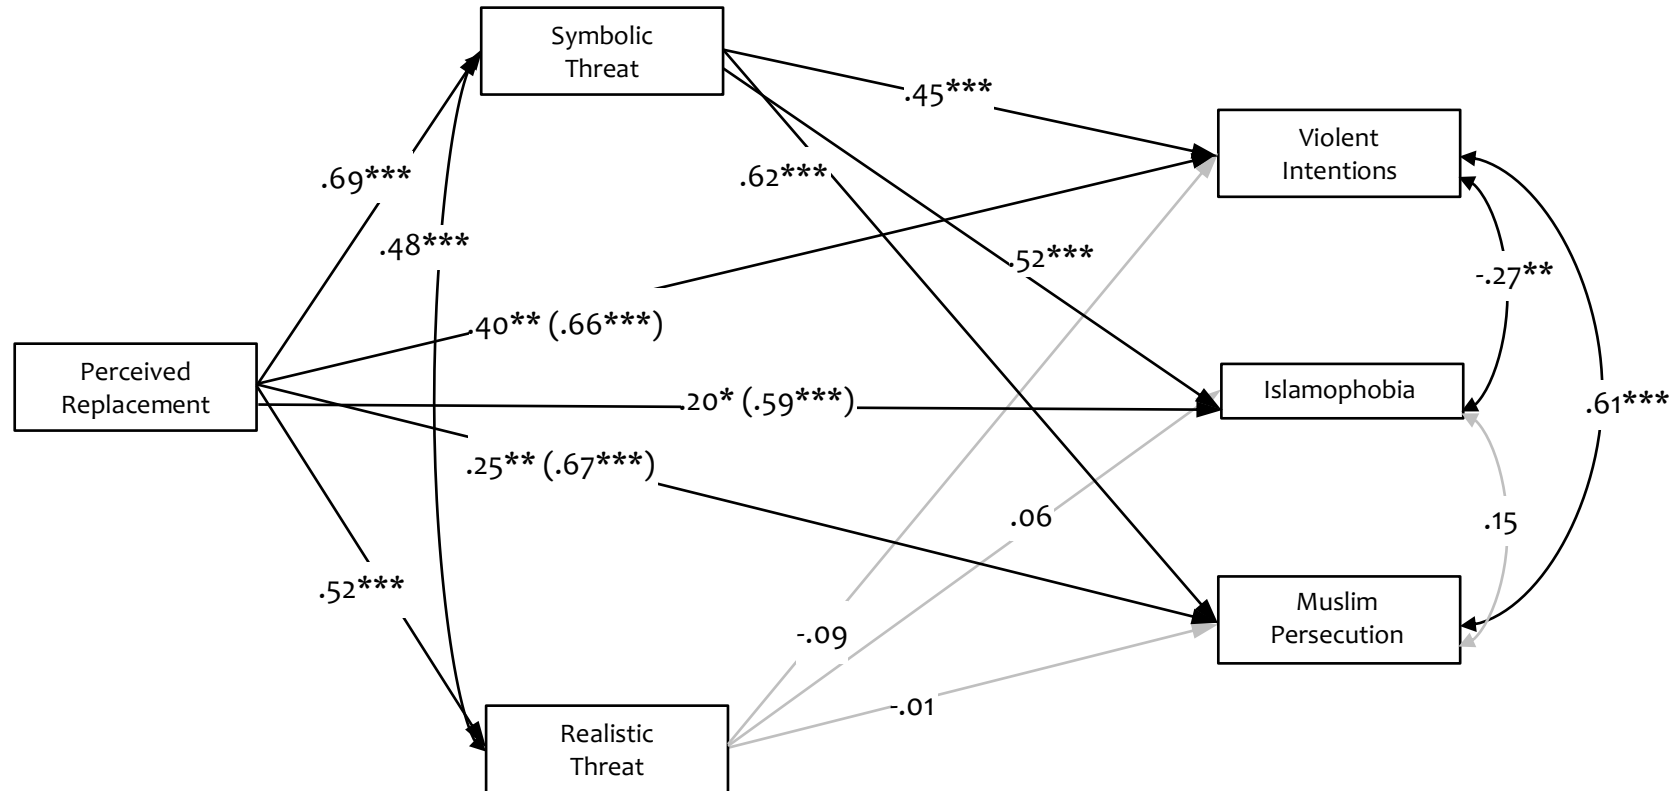 Symbolic
Threat
.45***
Violent
Intentions
.69***
.62***
.48***
.52***
-.27**
.40** (.66***)
Perceived
Replacement
.20* (.59***)
Islamophobia
.61***
.25** (.67***)
.06
.15
.52***
-.09
Muslim
Persecution
-.01
Realistic
Threat